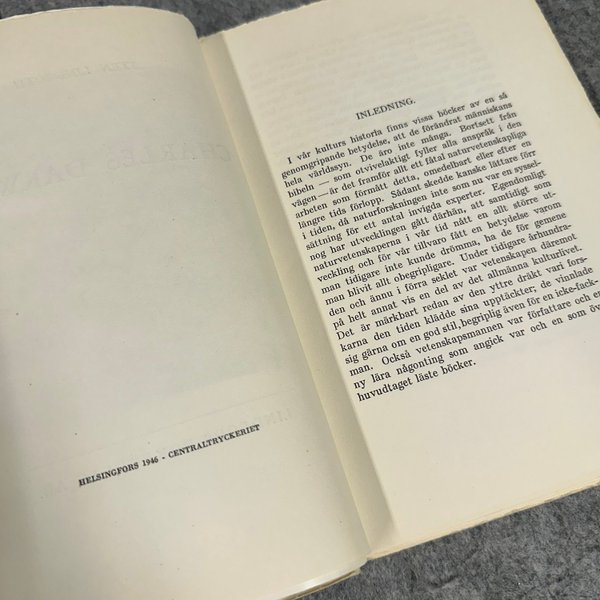 HELSINGFORS 1946 - CENTRALTRYCKERIET
INLEDNING.
I vår kulturs historia finns vissa böcker av en så
genomgripande betydelse, att de förändrat människans
hela världssyn. De äro inte många. Bortsett från
bibeln — som otvivelaktigt fyller alla anspråk i den
vägen — är det framför allt ett fåtal naturvetenskapliga
arbeten som förmått detta, omedelbart eller efter en
längre tids förlopp. Sådant skedde kanske lättare förr
i tiden, då naturforskningen inte som nu var en syssel-
sättning för ett antal invigda experter. Egendomligt
nog har utvecklingen gått därhän, att samtidigt som
naturvetenskaperna i vår tid nått en allt större ut-
veckling och för vår tillvaro fått en betydelse varom
man tidigare inte kunde drömma, ha de för gemene
man blivit allt obegripligare. Under tidigare århundra-
den och ännu i förra seklet var vetenskapen däremot
på helt annat vis en del av det allmänna kulturlivet.
Det är märkbart redan av den yttre dräkt vari fors-
karna den tiden klädde sina upptäckter, de vinnlade
sig gärna om en god stil, begriplig även för en icke-fack-
man. Också vetenskapsmannen var författare och en
ny lära någonting som angick var och en som öv
huvudtaget läste böcker.